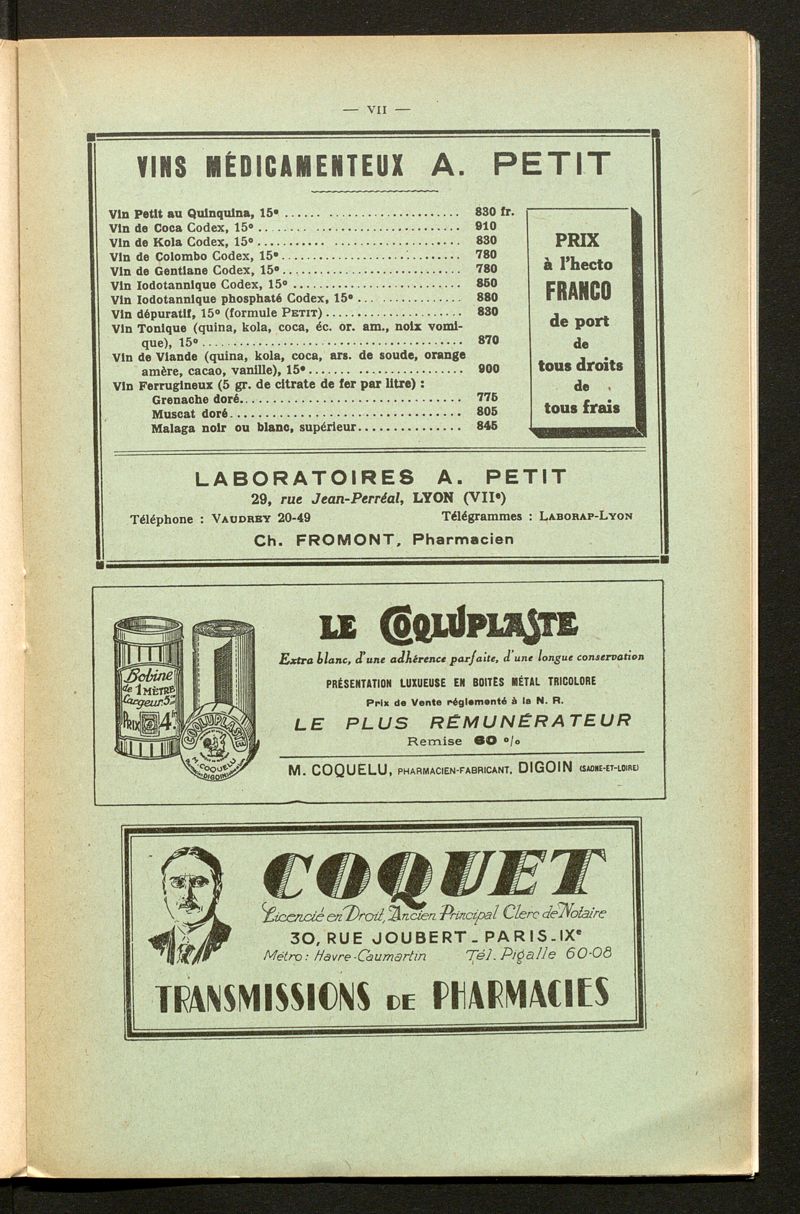 — VII —
VINS MÉDICAMENTEUX A. PETIT
Vin Petit au Quinquina, 15° ........................... 830 fr.
Vin de Coca Codex, 15° ........................... 910
Vin de Kola Codex, 15° ........................... 830
Vin de Colombo Codex, 15° ........................... 780
Vin de Gentiane Codex, 15° ........................... 780
Vin Iodotannique Codex, 15° ........................... 850
Vin Iodotannique phosphaté Codex, 15° ................ 880
Vin dépuratif, 15° (formule PETIT) .................... 830
Vin Tonique (quina, kola, coca, éc. or. am., noix vomi-
que), 15° ........................... 870
Vin de Viande (quina, kola, coca, ars. de soude, orange
amère, cacao, vanille), 15° ........................ 900
Vin Ferrugineux (5 gr. de citrate de fer par litre) :
Grenache doré ........................... 775
Muscat doré ........................... 805
Malaga noir ou blanc, supérieur ............... 845
PRIX
à l'hecto
FRANCO
de port
de
tous droits
de
tous frais
LABORATOIRES A. PETIT
29, rue Jean-Perréal, LYON (VIIe)
Téléphone : VAUDREY 20-49 Télégrammes : LABORAP-LYON
Ch. FROMONT, Pharmacien
Bobine
de 1 MÈTRE
Largeur: 5 c/m
PRIX 4 fr
COQLUPLASTE
M. COQUELU
DIGOIN
LE COQLUPLASTE
Extra blanc, d'une adhérence parfaite, d'une longue conservation
PRÉSENTATION LUXUEUSE EN BOITES MÉTAL TRICOLORE
Prix de Vente réglementé à la N. R.
LE PLUS RÉMUNÉRATEUR
Remise 60 %
M. COQUELU, PHARMACIEN-FABRICANT, DIGOIN (SAONE-ET-LOIRE)
COQUET
Licencié en Droit, Ancien Principal Clerc de Notaire
30, RUE JOUBERT - PARIS-IXe
Métro : Havre-Caumartin Tél. Pigalle 60-08
TRANSMISSIONS DE PHARMACIES